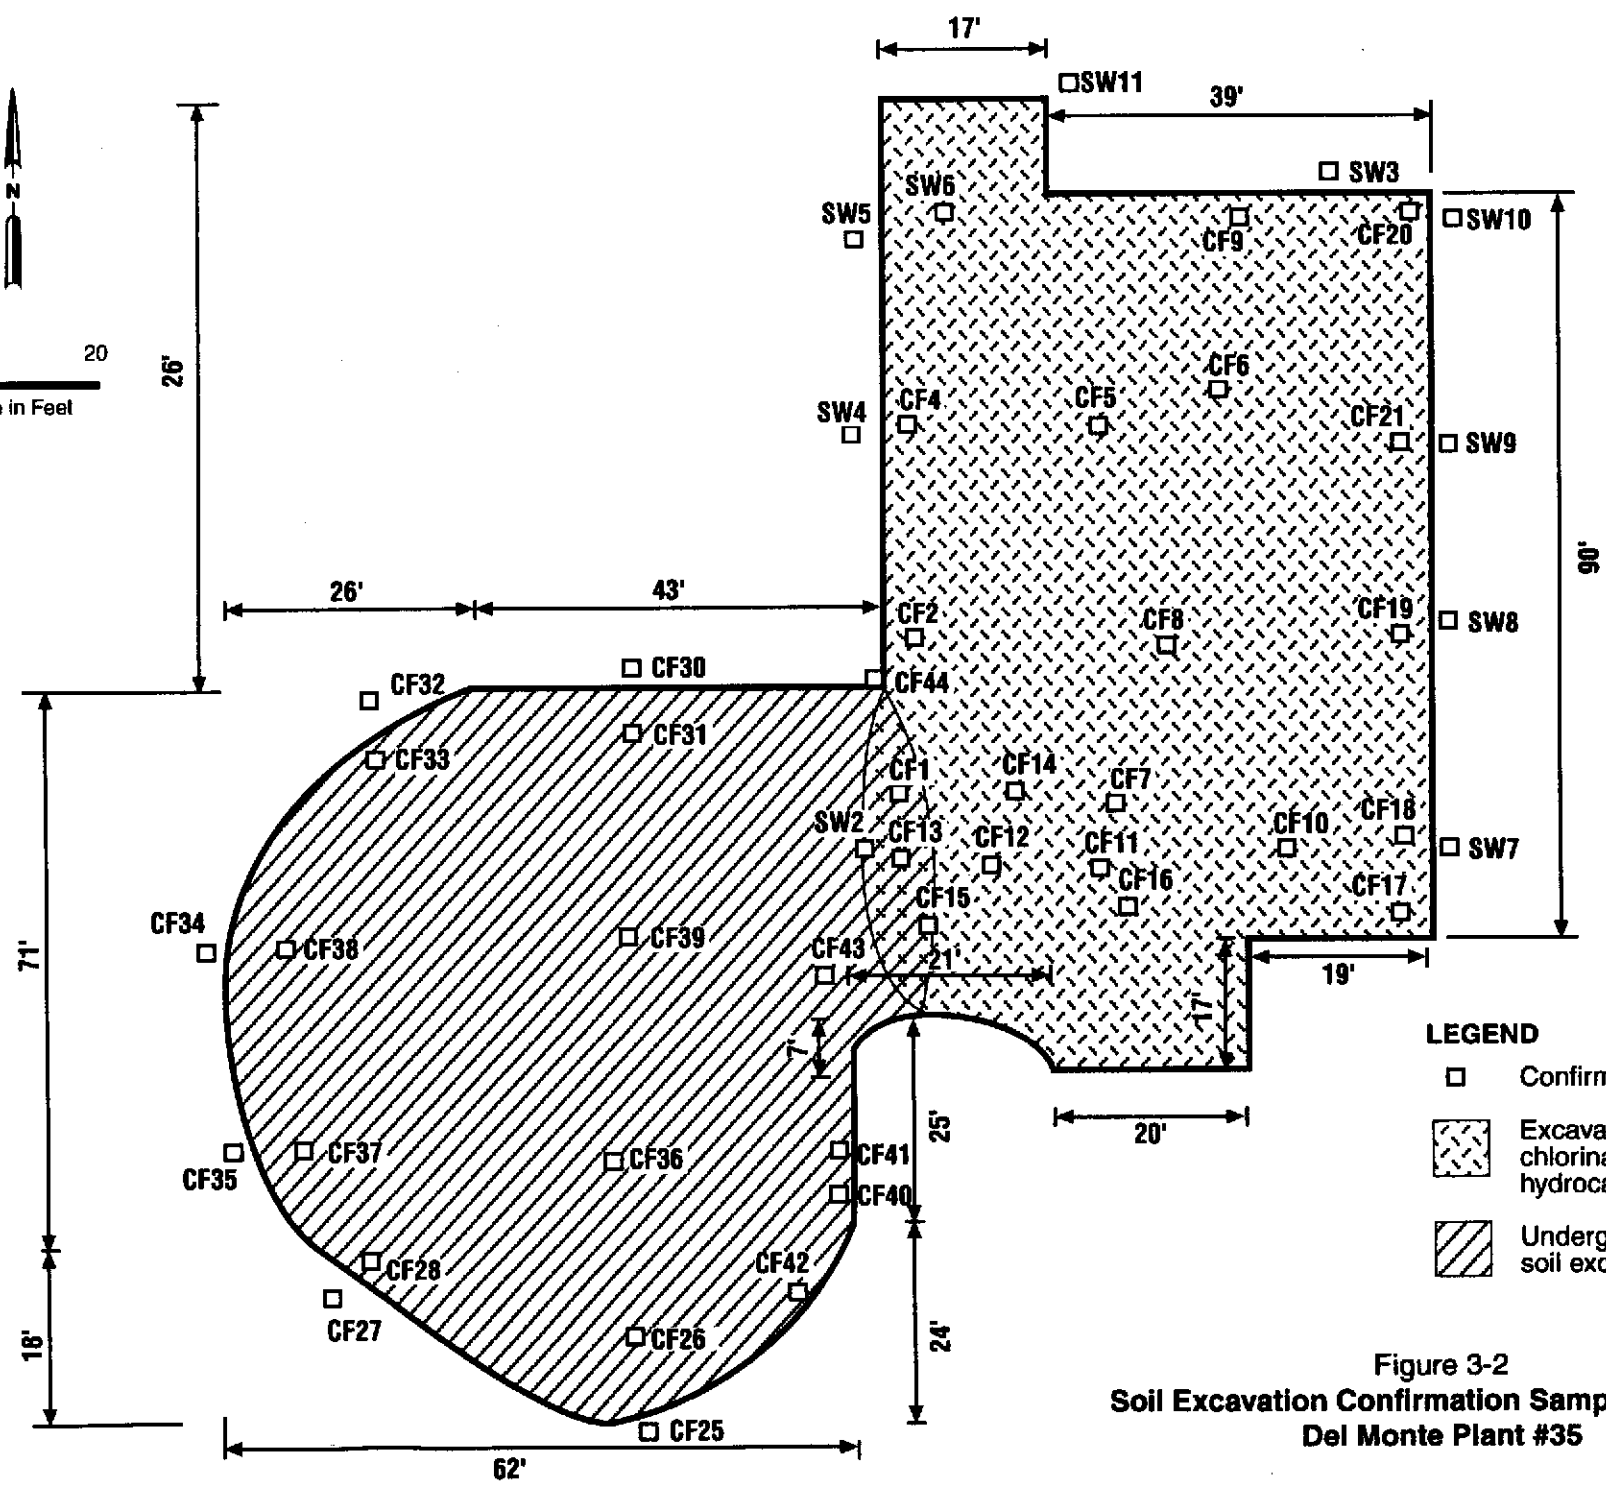 17'
SW11
39'
SW3
N
SW6
SW5
SW10
CF9
CF20
20
26'
in Feet
CF6
CF4
CF5
SW4
CF21
SW9
90'
26'
43'
CF2
CF8
CF19
SW8
CF30
CF32
CF44
CF31
CF33
CF1
CF14
CF7
CF18
SW2
CF13
CF12
CF11
CF10
SW7
CF16
CF17
CF15
CF34
CF38
CF39
CF43
21'
71'
19'
17'
7'
LEGEND
Confirm
25'
20'
Excava
chlorina
hydroca
CF41
CF37
CF36
CF35
CF40
Underg
soil exc
CF42
CF28
CF27
CF26
18'
24'
Figure 3-2
Soil Excavation Confirmation Samp
Del Monte Plant #35
CF25
62'